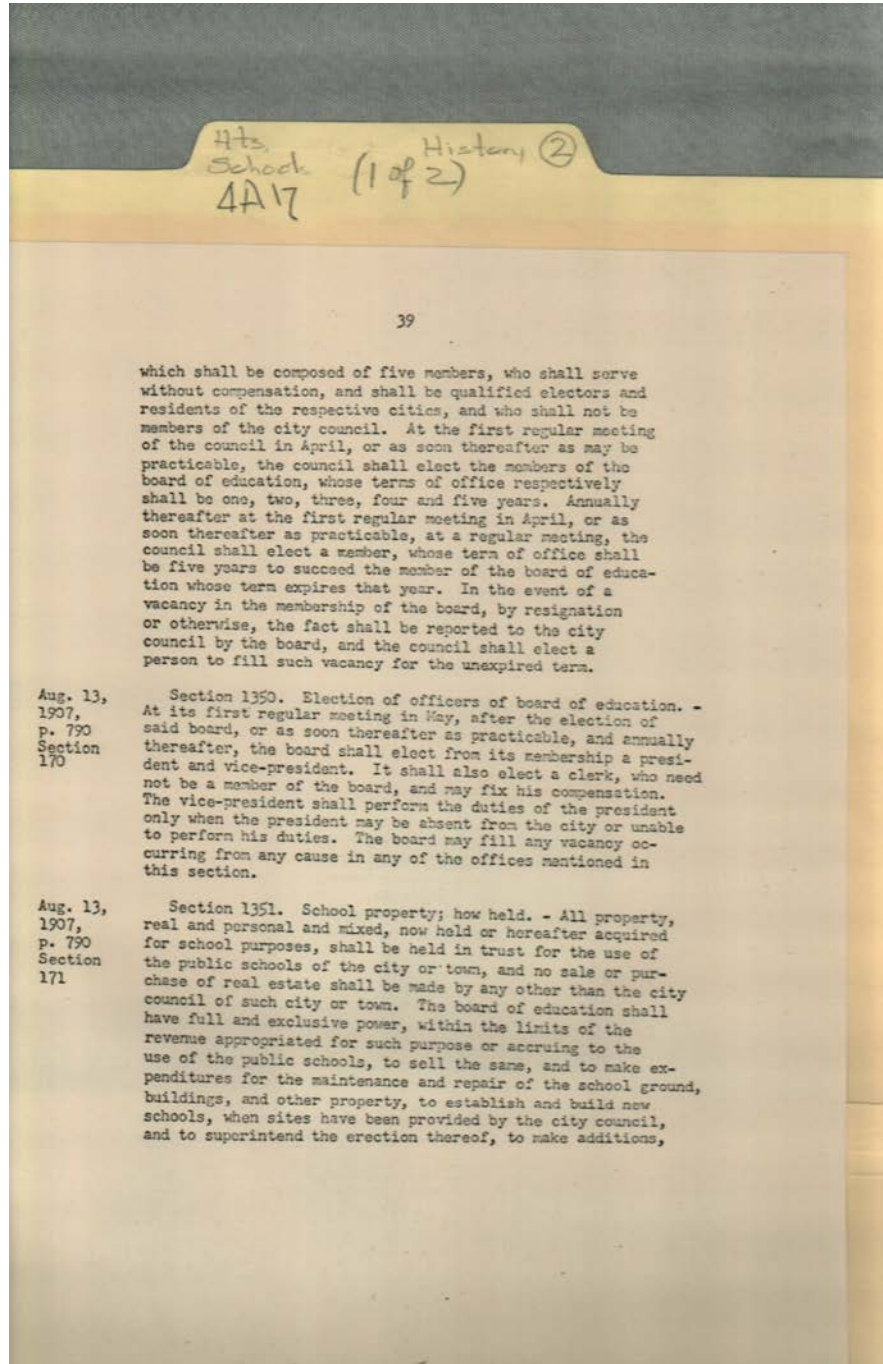 Hts. History ②
Schools (1 of 2)
4A17
39
which shall be composed of five members, who shall serve
without compensation, and shall be qualified electors and
residents of the respective cities, and who shall not be
members of the city council. At the first regular meeting
of the council in April, or as soon thereafter as may be
practicable, the council shall elect the members of the
board of education, whose terms of office respectively
shall be one, two, three, four and five years. Annually
thereafter at the first regular meeting in April, or as
soon thereafter as practicable, at a regular meeting, the
council shall elect a member, whose term of office shall
be five years to succeed the member of the board of educa-
tion whose term expires that year. In the event of a
vacancy in the membership of the board, by resignation
or otherwise, the fact shall be reported to the city
council by the board, and the council shall elect a
person to fill such vacancy for the unexpired term.
Aug. 13,
1907,
p. 790
Section
170
Section 1350. Election of officers of board of education. -
At its first regular meeting in May, after the election of
said board, or as soon thereafter as practicable, and annually
thereafter, the board shall elect from its membership a presi-
dent and vice-president. It shall also elect a clerk, who need
not be a member of the board, and may fix his compensation.
The vice-president shall perform the duties of the president
only when the president may be absent from the city or unable
to perform his duties. The board may fill any vacancy oc-
curring from any cause in any of the offices mentioned in
this section.
Aug. 13,
1907,
p. 790
Section
171
Section 1351. School property; how held. - All property,
real and personal and mixed, now held or hereafter acquired
for school purposes, shall be held in trust for the use of
the public schools of the city or town, and no sale or pur-
chase of real estate shall be made by any other than the city
council of such city or town. The board of education shall
have full and exclusive power, within the limits of the
revenue appropriated for such purpose or accruing to the
use of the public schools, to sell the same, and to make ex-
penditures for the maintenance and repair of the school ground,
buildings, and other property, to establish and build new
schools, when sites have been provided by the city council,
and to superintend the erection thereof, to make additions,